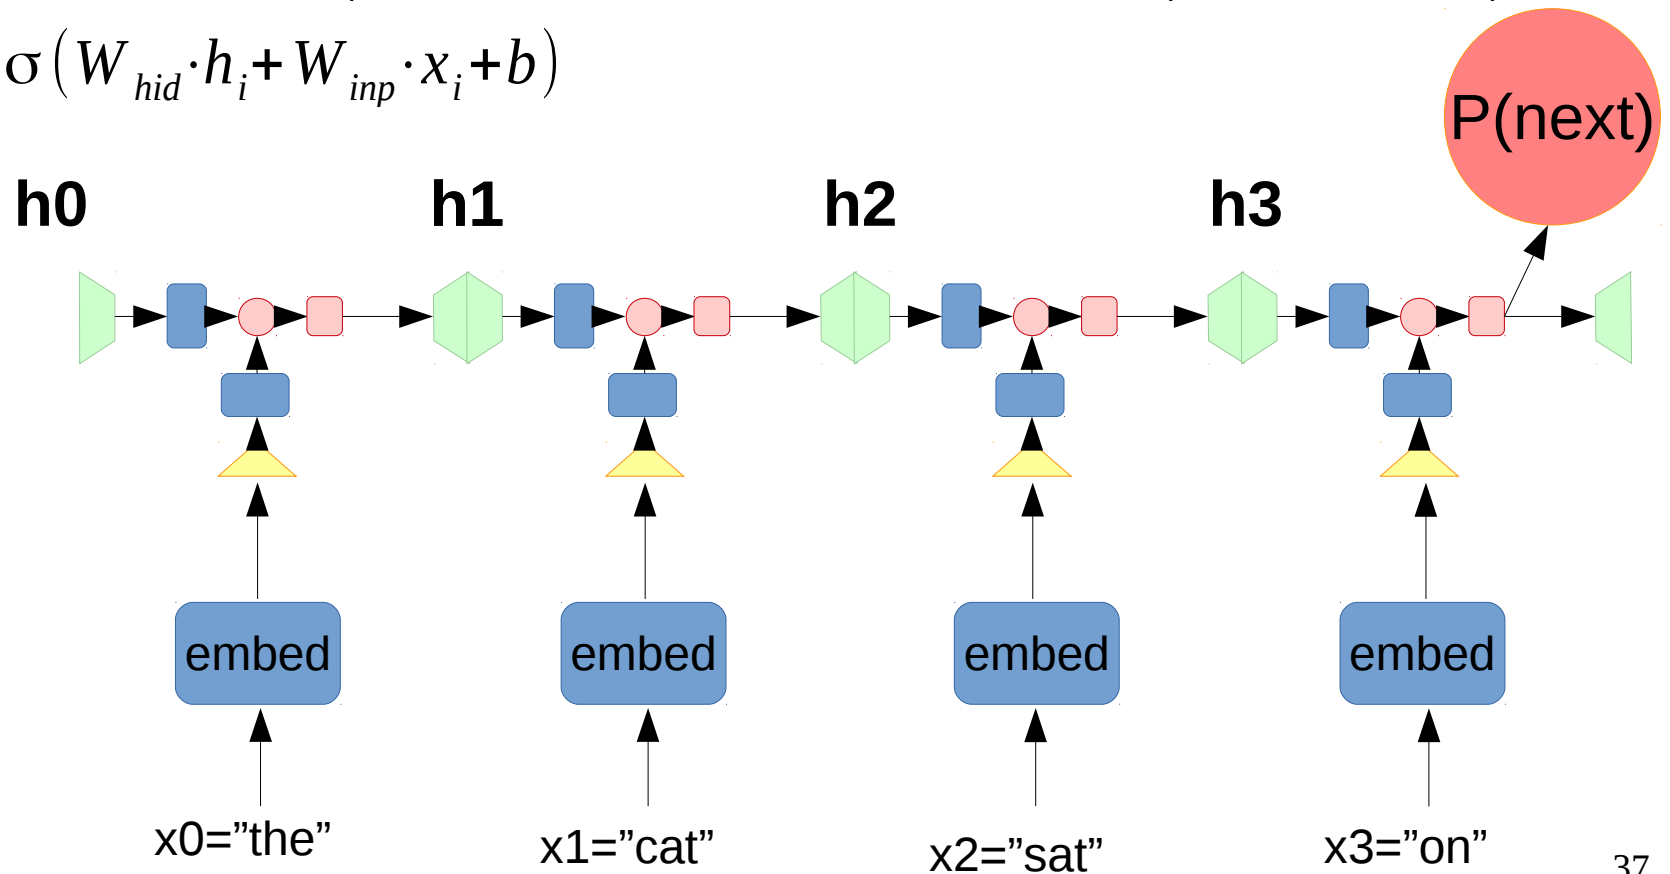 σ(W_hid·h_i+W_inp·x_i+b)
P(next)
h0 h1 h2 h3
embed embed embed embed
x0=”the” x1=”cat” x2=”sat” x3=”on”
37